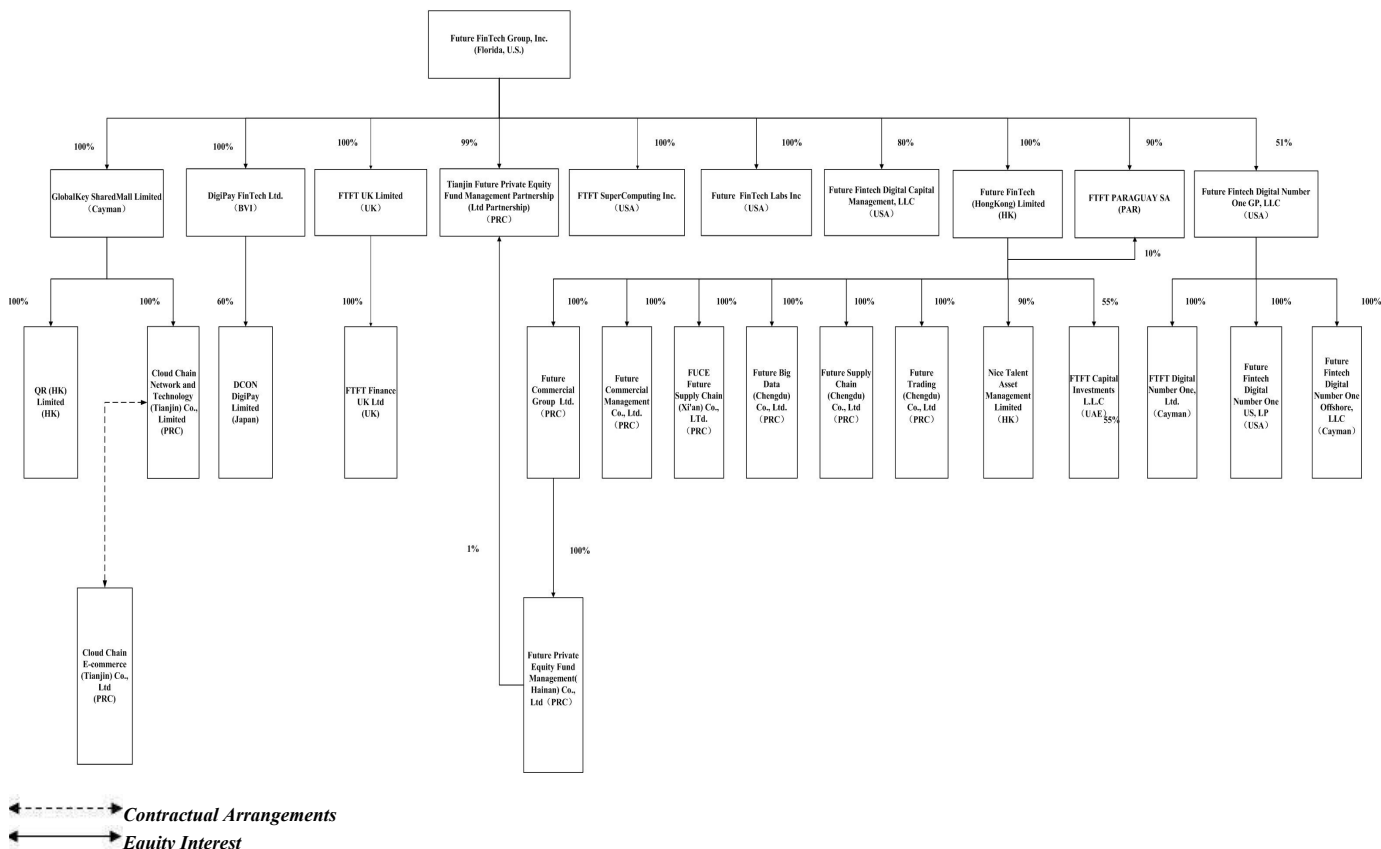 Future FinTech Group, Inc.
(Florida, U.S.)
100%
100%
100%
99%
100%
100%
80%
100%
90%
51%
GlobalKey SharedMall Limited
（Cayman）
DigiPay FinTech Ltd.
(BVI)
FTFT UK Limited
(UK)
Tianjin Future Private Equity
Fund Management Partnership
(Ltd Partnership)
(PRC)
FTFT SuperComputing Inc.
(USA)
Future FinTech Labs Inc
(USA)
Future Fintech Digital Capital
Management, LLC
（USA）
Future FinTech
(HongKong) Limited
(HK)
FTFT PARAGUAY SA
(PAR)
Future Fintech Digital Number
One GP, LLC
（USA）
10%
100%
100%
60%
100%
100%
100%
100%
100%
100%
100%
90%
55%
100%
100%
100%
QR (HK)
Limited
(HK)
Cloud Chain
Network and
Technology
(Tianjin) Co.,
Limited
(PRC)
DCON
DigiPay
Limited
(Japan)
FTFT Finance
UK Ltd
(UK)
Future
Commercial
Group Ltd.
（PRC）
Future
Commercial
Management
Co., Ltd.
（PRC）
FUCE
Future
Supply Chain
(Xi'an) Co.,
LTd.
（PRC）
Future Big
Data
(Chengdu)
Co., Ltd.
（PRC）
Future Supply
Chain
(Chengdu)
Co., Ltd
（PRC）
Future
Trading
(Chengdu)
Co., Ltd
（PRC）
Nice Talent
Asset
Management
Limited
（HK）
FTFT Capital
Investments
L.L.C
（UAE）
55%
FTFT Digital
Number One,
Ltd.
（Cayman）
Future
Fintech
Digital
Number One
US, LP
（USA）
Future
Fintech
Digital
Number One
Offshore,
LLC
（Cayman）
1%
100%
Cloud Chain
E-commerce
(Tianjin) Co.,
Ltd
(PRC)
Future Private
Equity Fund
Management(
Hainan) Co.,
Ltd（PRC）
Contractual Arrangements
Equity Interest